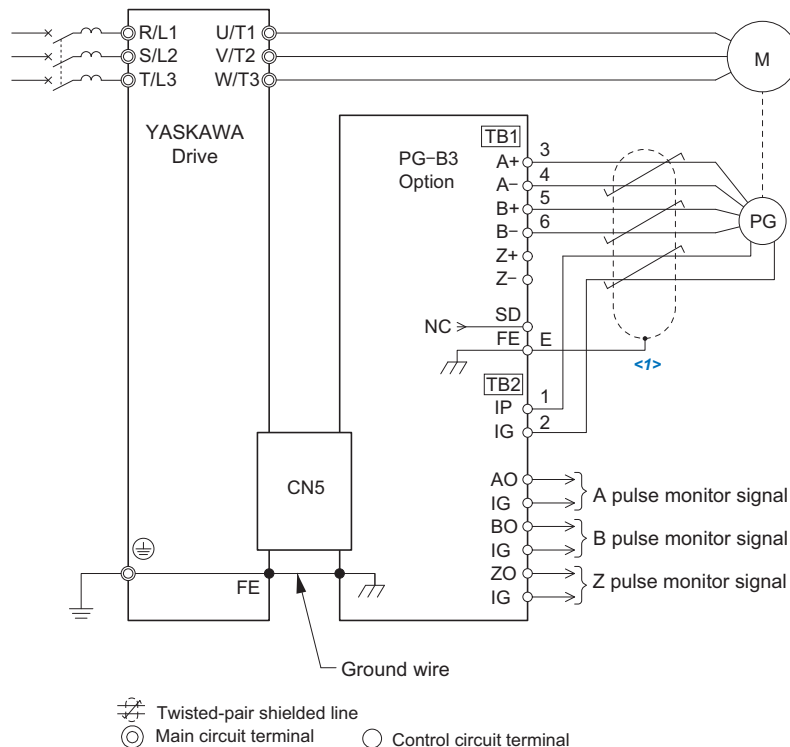 R/L1 U/T1
S/L2 V/T2
T/L3 W/T3
M
YASKAWA
Drive
PG−B3
Option
TB1
A+ 3
A− 4
B+ 5
B− 6
Z+
Z−
PG
NC SD
FE E
<1>
TB2
IP 1
IG 2
CN5
AO
IG
A pulse monitor signal
BO
IG
B pulse monitor signal
ZO
IG
Z pulse monitor signal
FE
Ground wire
Twisted-pair shielded line
Main circuit terminal
Control circuit terminal